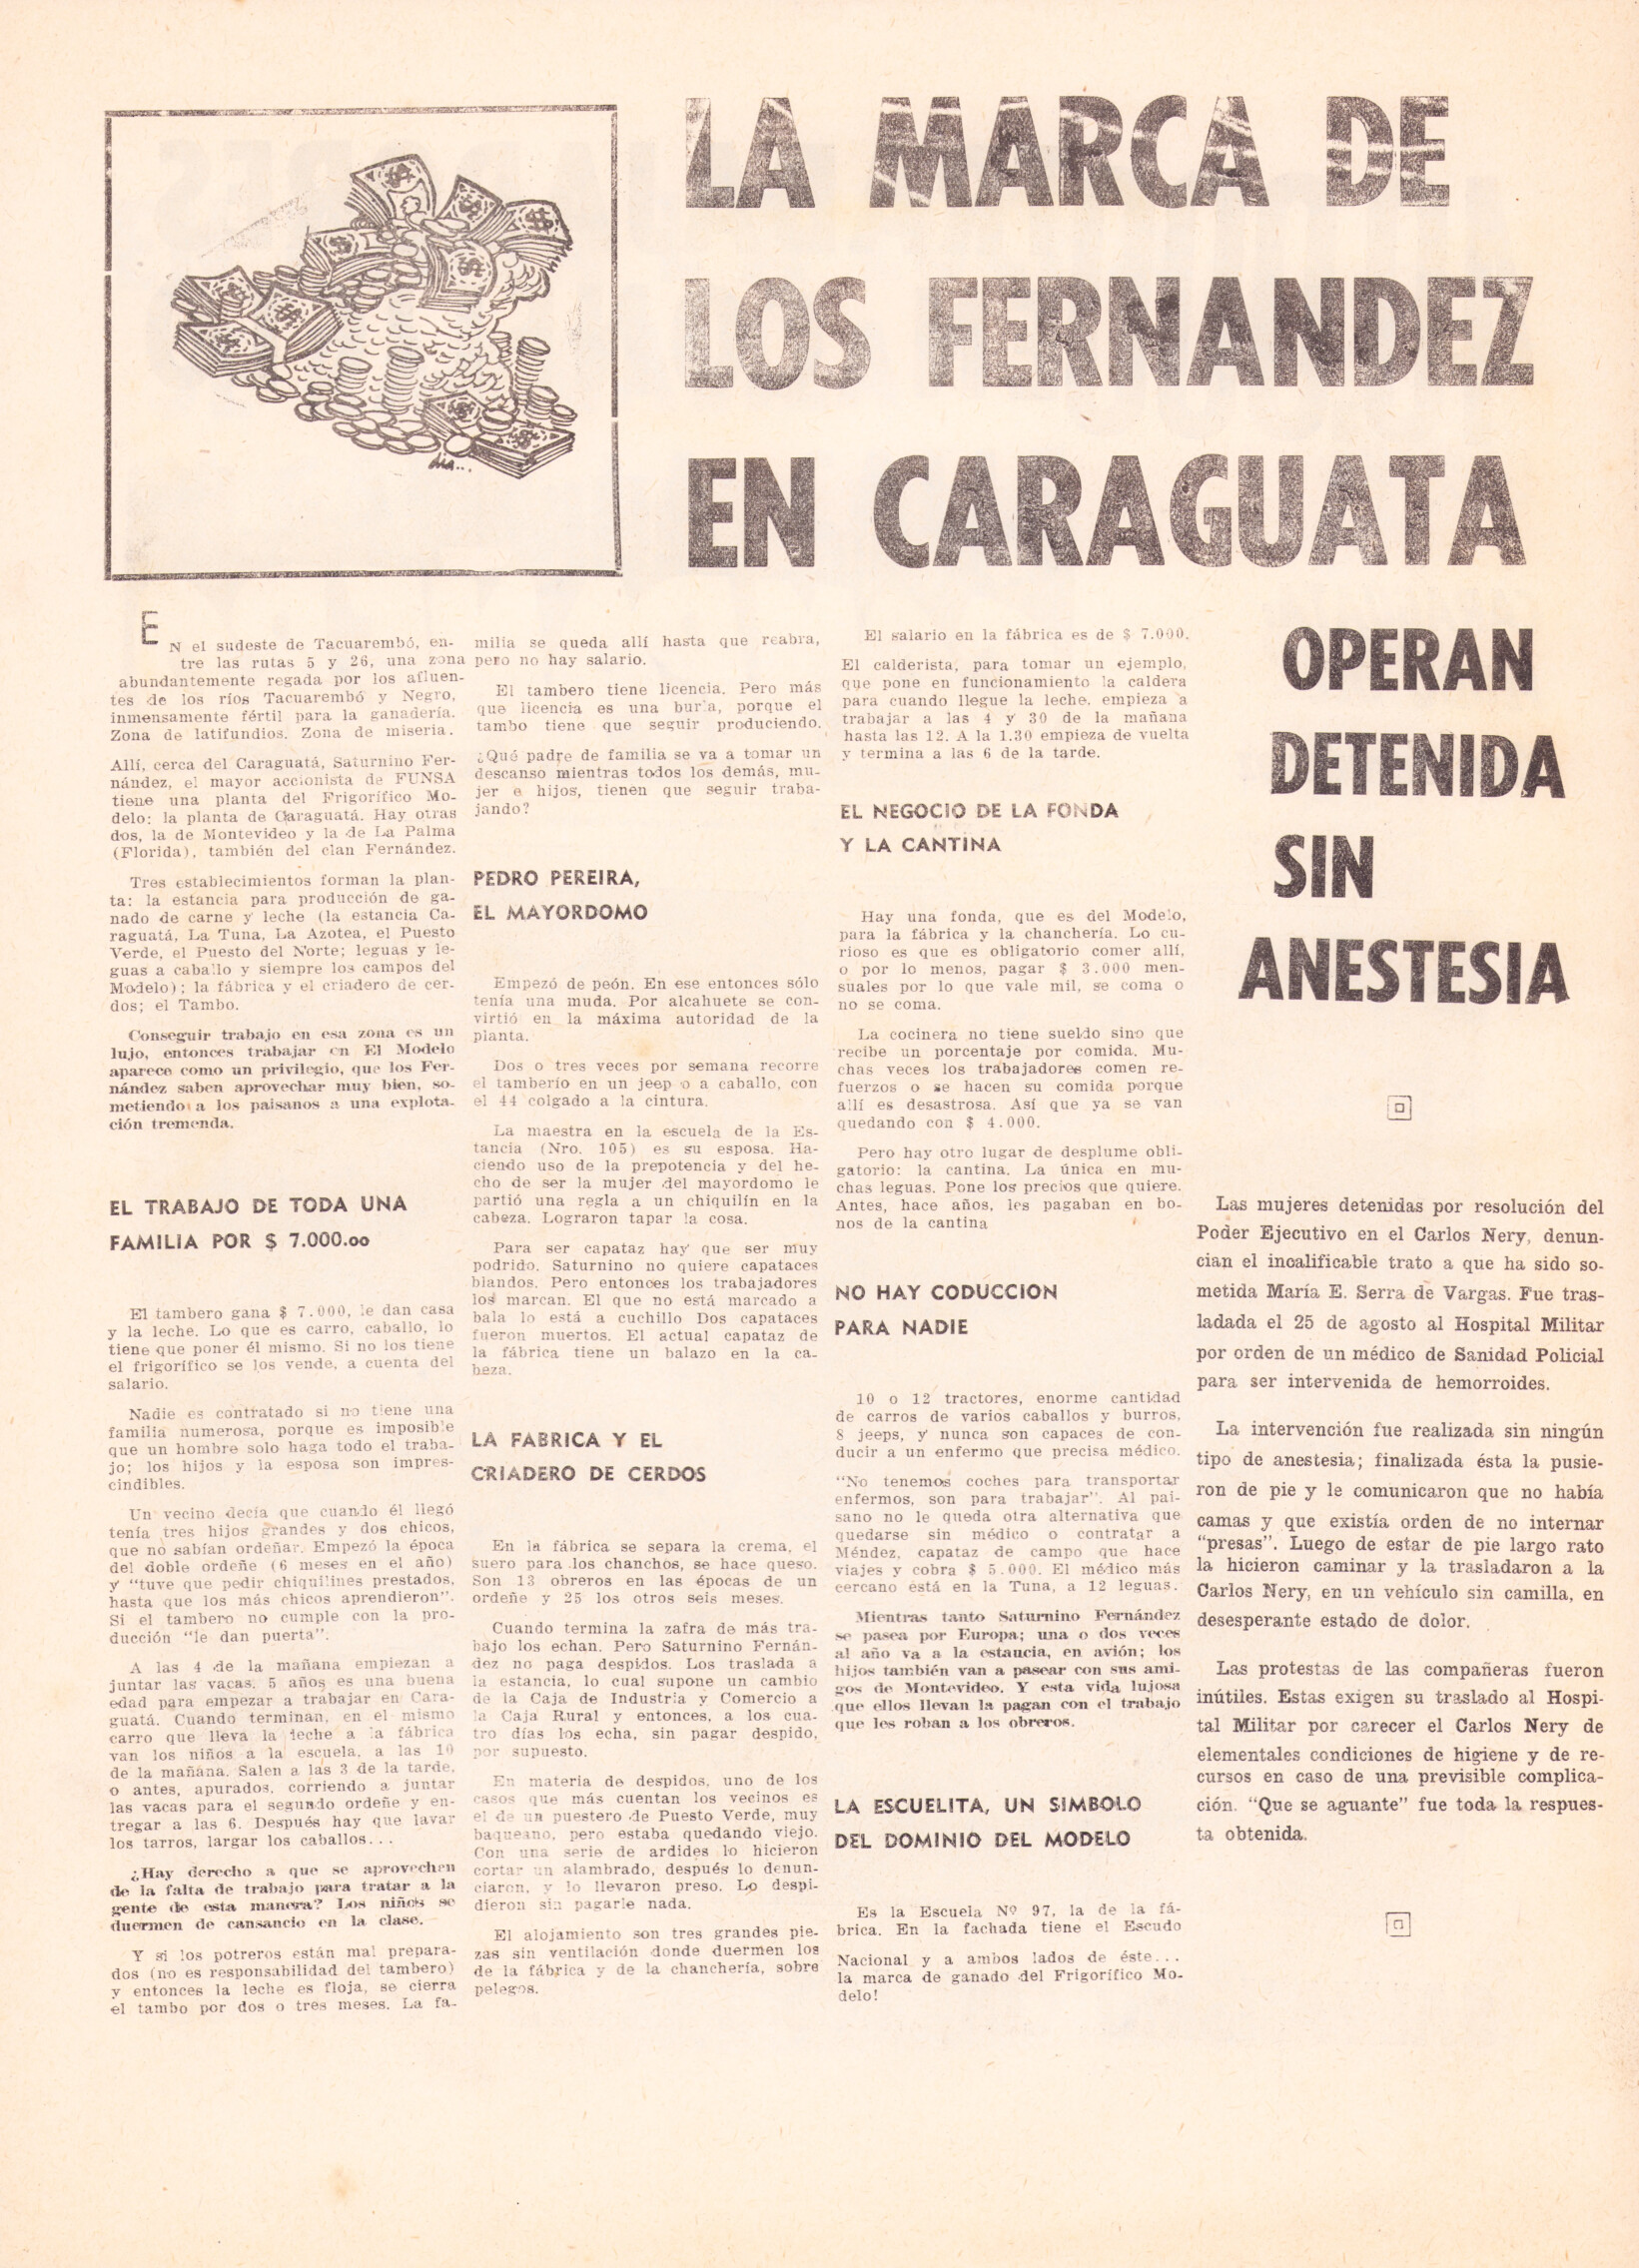 LA MARCA DE
LOS FERNANDEZ
EN CARAGUATA
EN el sudeste de Tacuarembó, en-
tre las rutas 5 y 26, una zona
abundantemente regada por los afluen-
tes de los ríos Tacuarembó y Negro,
inmensamente fértil para la ganadería.
Zona de latifundios. Zona de miseria.
Allí, cerca del Caraguatá, Saturnino Fer-
nández, el mayor accionista de FUNSA
tiene una planta del Frigorífico Mo-
delo: la planta de Caraguatá. Hay otras
dos, la de Montevideo y la de La Palma
(Florida), también del clan Fernández.
Tres establecimientos forman la plan-
ta: la estancia para producción de ga-
nado de carne y leche (la estancia Ca-
raguatá, La Tuna, La Azotea, el Puesto
Verde, el Puesto del Norte; leguas y le-
guas a caballo y siempre los campos del
Modelo); la fábrica y el criadero de cer-
dos; el Tambo.
Conseguir trabajo en esa zona es un
lujo, entonces trabajar en El Modelo
aparece como un privilegio, que los Fer-
nández saben aprovechar muy bien, so-
metiendo a los paisanos a una explota-
ción tremenda.
EL TRABAJO DE TODA UNA
FAMILIA POR $ 7.000.oo
El tambero gana $ 7.000, le dan casa
y la leche. Lo que es carro, caballo, lo
tiene que poner él mismo. Si no los tiene
el frigorífico se los vende, a cuenta del
salario.
Nadie es contratado si no tiene una
familia numerosa, porque es imposible
que un hombre solo haga todo el traba-
jo; los hijos y la esposa son impres-
cindibles.
Un vecino decía que cuando él llegó
tenía tres hijos grandes y dos chicos,
que no sabían ordeñar. Empezó la época
del doble ordeñe (6 meses en el año)
y "tuve que pedir chiquilines prestados,
hasta que los más chicos aprendieron".
Si el tambero no cumple con la pro-
ducción "le dan puerta".
A las 4 de la mañana empiezan a
juntar las vacas. 5 años es una buena
edad para empezar a trabajar en Cara-
guatá. Cuando terminan, en el mismo
carro que lleva la leche a la fábrica
van los niños a la escuela, a las 10
de la mañana. Salen a las 3 de la tarde,
o antes, apurados, corriendo a juntar
las vacas para el segundo ordeñe y en-
tregar a las 6. Después hay que lavar
los tarros, largar los caballos...
¿Hay derecho a que se aprovechen
de la falta de trabajo para tratar a la
gente de esta manera? Los niños se
duermen de cansancio en la clase.
Y si los potreros están mal prepara-
dos (no es responsabilidad del tambero)
y entonces la leche es floja, se cierra
el tambo por dos o tres meses. La fa-
milia se queda allí hasta que reabra,
pero no hay salario.
El tambero tiene licencia. Pero más
que licencia es una burla, porque el
tambo tiene que seguir produciendo.
¿Qué padre de familia se va a tomar un
descanso mientras todos los demás, mu-
jer e hijos, tienen que seguir traba-
jando?
PEDRO PEREIRA,
EL MAYORDOMO
Empezó de peón. En ese entonces sólo
tenía una muda. Por alcahuete se con-
virtió en la máxima autoridad de la
planta.
Dos o tres veces por semana recorre
el tamberío en un jeep o a caballo, con
el 44 colgado a la cintura.
La maestra en la escuela de la Es-
tancia (Nro. 105) es su esposa. Ha-
ciendo uso de la prepotencia y del he-
cho de ser la mujer del mayordomo le
partió una regla a un chiquilín en la
cabeza. Lograron tapar la cosa.
Para ser capataz hay que ser muy
podrido. Saturnino no quiere capataces
blandos. Pero entonces los trabajadores
los marcan. El que no está marcado a
bala lo está a cuchillo Dos capataces
fueron muertos. El actual capataz de
la fábrica tiene un balazo en la ca-
beza.
LA FABRICA Y EL
CRIADERO DE CERDOS
En la fábrica se separa la crema, el
suero para los chanchos, se hace queso.
Son 13 obreros en las épocas de un
ordeñe y 25 los otros seis meses.
Cuando termina la zafra de más tra-
bajo los echan. Pero Saturnino Fernán-
dez no paga despidos. Los traslada a
la estancia, lo cual supone un cambio
de la Caja de Industria y Comercio a
la Caja Rural y entonces, a los cua-
tro días los echa, sin pagar despido,
por supuesto.
En materia de despidos, uno de los
casos que más cuentan los vecinos es
el de un puestero de Puesto Verde, muy
baqueano, pero estaba quedando viejo.
Con una serie de ardides lo hicieron
cortar un alambrado, después lo denun-
ciaron, y lo llevaron preso. Lo despi-
dieron sin pagarle nada.
El alojamiento son tres grandes pie-
zas sin ventilación donde duermen los
de la fábrica y de la chanchería, sobre
pelegos.
El salario en la fábrica es de $ 7.000.
El calderista, para tomar un ejemplo,
que pone en funcionamiento la caldera
para cuando llegue la leche, empieza a
trabajar a las 4 y 30 de la mañana
hasta las 12. A la 1.30 empieza de vuelta
y termina a las 6 de la tarde.
EL NEGOCIO DE LA FONDA
Y LA CANTINA
Hay una fonda, que es del Modelo,
para la fábrica y la chanchería. Lo cu-
rioso es que es obligatorio comer allí,
o por lo menos, pagar $ 3.000 men-
suales por lo que vale mil, se coma o
no se coma.
La cocinera no tiene sueldo sino que
recibe un porcentaje por comida. Mu-
chas veces los trabajadores comen re-
fuerzos o se hacen su comida porque
allí es desastrosa. Así que ya se van
quedando con $ 4.000.
Pero hay otro lugar de desplume obli-
gatorio: la cantina. La única en mu-
chas leguas. Pone los precios que quiere.
Antes, hace años, les pagaban en bo-
nos de la cantina
NO HAY CODUCCION
PARA NADIE
10 o 12 tractores, enorme cantidad
de carros de varios caballos y burros,
8 jeeps, y nunca son capaces de con-
ducir a un enfermo que precisa médico.
"No tenemos coches para transportar
enfermos, son para trabajar". Al pai-
sano no le queda otra alternativa que
quedarse sin médico o contratar a
Méndez, capataz de campo que hace
viajes y cobra $ 5.000. El médico más
cercano está en la Tuna, a 12 leguas.
Mientras tanto Saturnino Fernández
se pasea por Europa; una o dos veces
al año va a la estancia, en avión; los
hijos también van a pasear con sus ami-
gos de Montevideo. Y esta vida lujosa
que ellos llevan la pagan con el trabajo
que les roban a los obreros.
LA ESCUELITA, UN SIMBOLO
DEL DOMINIO DEL MODELO
Es la Escuela Nº 97, la de la fá-
brica. En la fachada tiene el Escudo
Nacional y a ambos lados de éste...
la marca de ganado del Frigorífico Mo-
delo!
OPERAN
DETENIDA
SIN
ANESTESIA
Las mujeres detenidas por resolución del
Poder Ejecutivo en el Carlos Nery, denun-
cian el incalificable trato a que ha sido so-
metida María E. Serra de Vargas. Fue tras-
ladada el 25 de agosto al Hospital Militar
por orden de un médico de Sanidad Policial
para ser intervenida de hemorroides.
La intervención fue realizada sin ningún
tipo de anestesia; finalizada ésta la pusie-
ron de pie y le comunicaron que no había
camas y que existía orden de no internar
"presas". Luego de estar de pie largo rato
la hicieron caminar y la trasladaron a la
Carlos Nery, en un vehículo sin camilla, en
desesperante estado de dolor.
Las protestas de las compañeras fueron
inútiles. Estas exigen su traslado al Hospi-
tal Militar por carecer el Carlos Nery de
elementales condiciones de higiene y de re-
cursos en caso de una previsible complica-
ción. "Que se aguante" fue toda la respues-
ta obtenida.